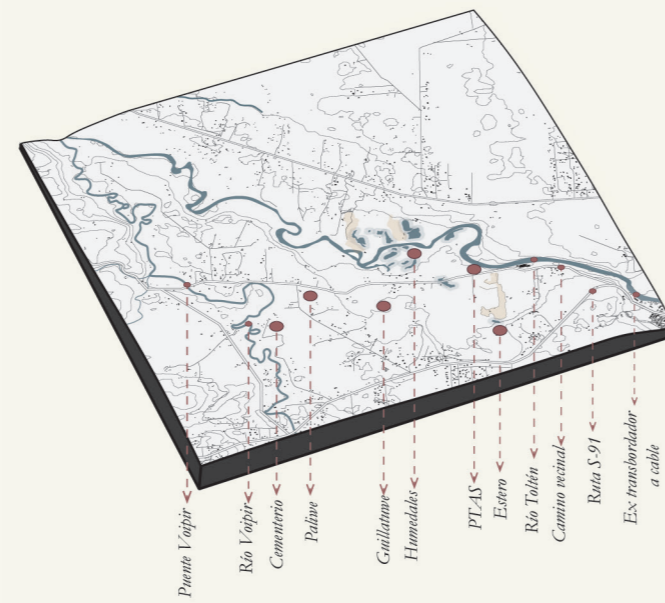 Puente Voipir
Río Voipir
Cementerio
Paliwe
Guillatuwe
Humedales
PTAS
Estero
Río Toltén
Camino vecinal
Ruta S-91
Ex transbordador
a cable